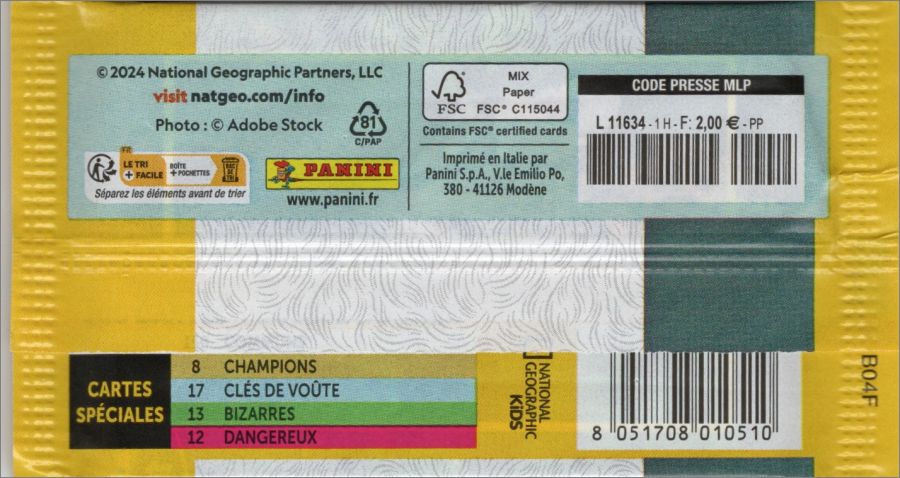 © 2024 National Geographic Partners, LLC
visit natgeo.com/info
Photo : © Adobe Stock
81
C/PAP
FR
LE TRI
+ FACILE
BOÎTE
+ POCHETTES
BAC
DE
TRI
Séparez les éléments avant de trier
PANINI
www.panini.fr
FSC
MIX
Paper
FSC® C115044
Contains FSC® certified cards
Imprimé en Italie par
Panini S.p.A., V.le Emilio Po,
380 - 41126 Modène
CODE PRESSE MLP
L 11634 - 1 H - F: 2,00 € - PP
CARTES
SPÉCIALES
8 CHAMPIONS
17 CLÉS DE VOÛTE
13 BIZARRES
12 DANGEREUX
NATIONAL
GEOGRAPHIC
KiDS
8 051708 010510
B04F